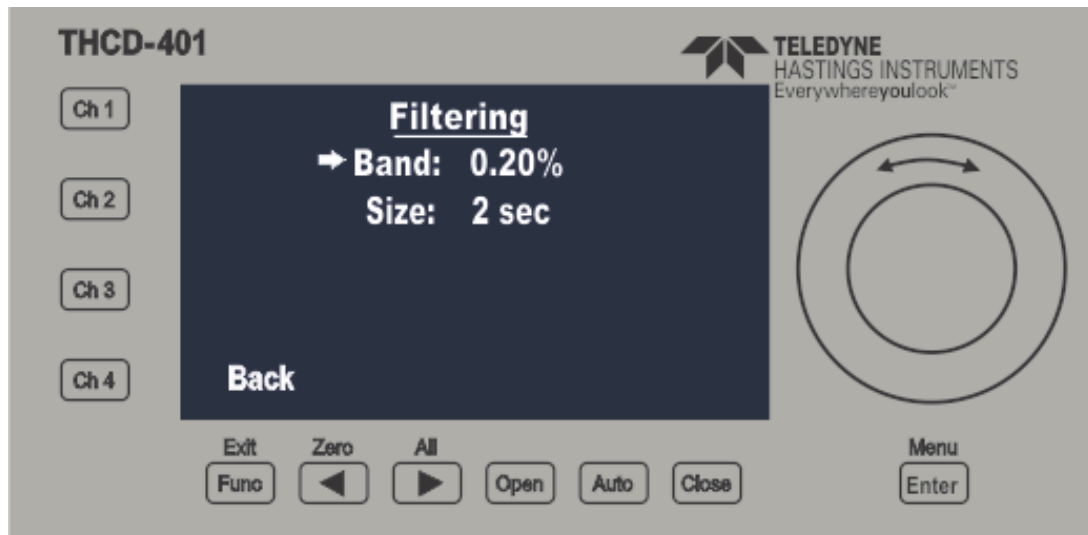 THCD-401
TELEDYNE
HASTINGS INSTRUMENTS
Everywhereyoulook™
Ch 1
Ch 2
Ch 3
Ch 4
Filtering
Band: 0.20%
Size: 2 sec
Back
Exit Zero All
Func Open Auto Close
Menu
Enter